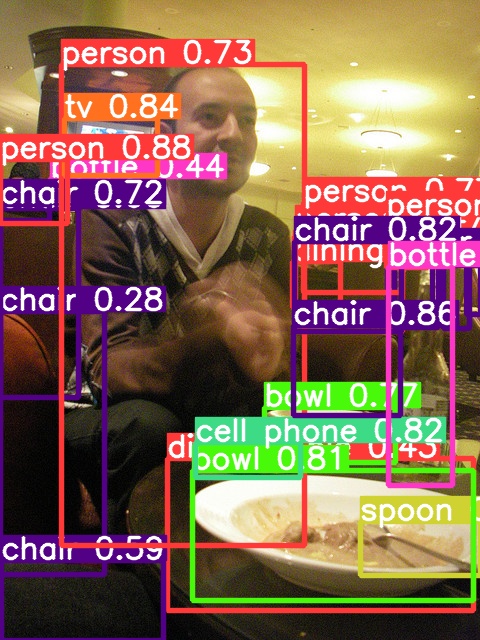 person 0.73
tv 0.84
person 0.88
bottle 0.44
chair 0.72
person 0.7
person
chair 0.82
dining
bottle
chair 0.28
chair 0.86
bowl 0.77
cell phone 0.82
0.43
bowl 0.81
spoon
chair 0.59